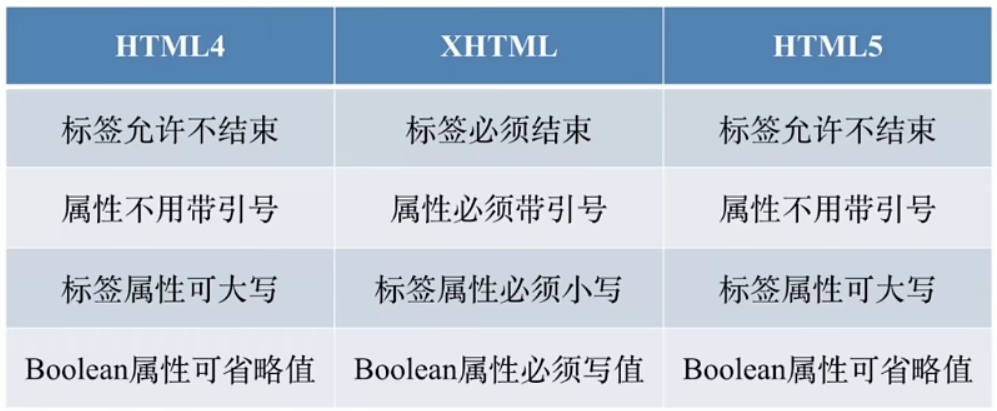 HTML4 XHTML HTML5
标签允许不结束 标签必须结束 标签允许不结束
属性不用带引号 属性必须带引号 属性不用带引号
标签属性可大写 标签属性必须小写 标签属性可大写
Boolean属性可省略值 Boolean属性必须写值 Boolean属性可省略值